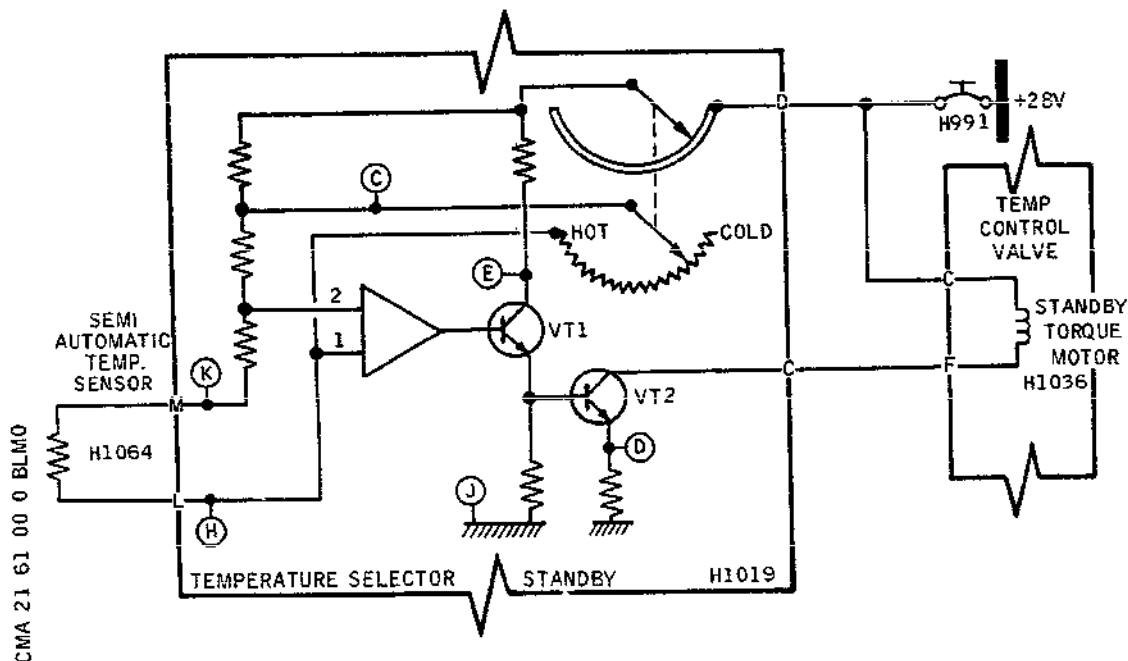 D
H991
+28V
C
HOT
COLD
TEMP
CONTROL
VALVE
E
C
SEMI
AUTOMATIC
TEMP.
SENSOR
2
1
VT1
STANDBY
TORQUE
MOTOR
H1036
K
M
C
F
VT2
H1064
D
L
H
J
TEMPERATURE SELECTOR STANDBY H1019
CMA 21 61 00 0 BLMO